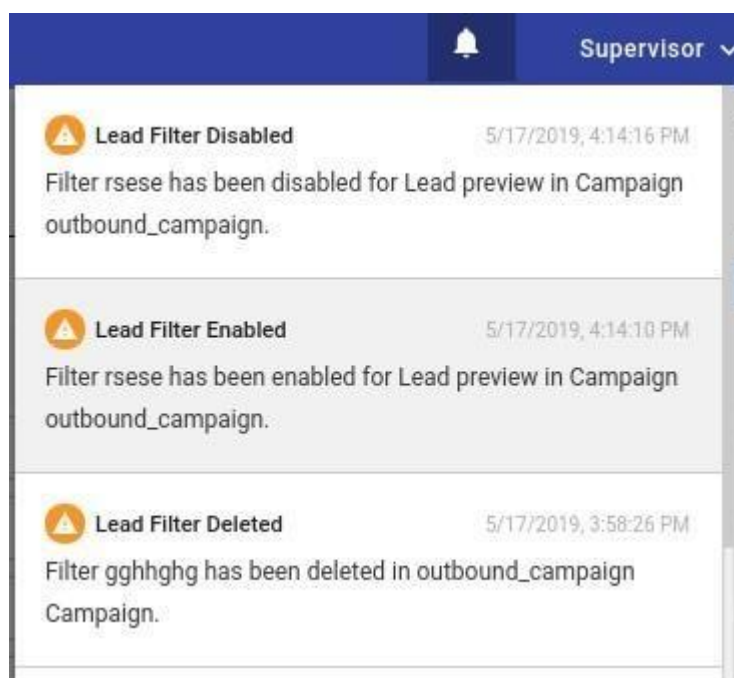 Supervisor
Lead Filter Disabled 5/17/2019, 4:14:16 PM
Filter rsese has been disabled for Lead preview in Campaign
outbound_campaign.
Lead Filter Enabled 5/17/2019, 4:14:10 PM
Filter rsese has been enabled for Lead preview in Campaign
outbound_campaign.
Lead Filter Deleted 5/17/2019, 3:58:26 PM
Filter gghhghg has been deleted in outbound_campaign
Campaign.